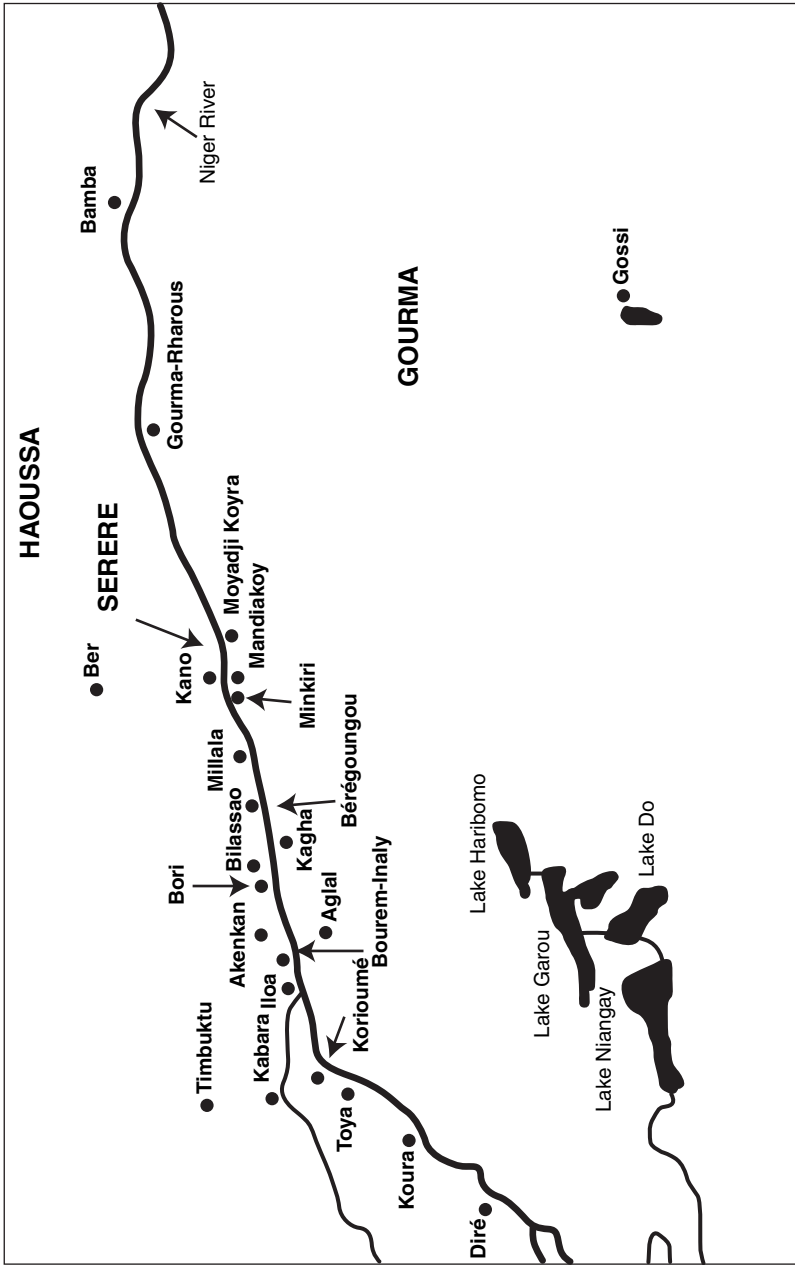 HAOUSSA
SERERE
Ber
Bamba
Niger River
Gourma-Rharous
Kano
Moyadji Koyra
Mandiakoy
Minkiri
Millala
Bilassao
Bérégoungou
Bori
Kagha
Akenkan
Aglal
Bourem-Inaly
Iloa
Timbuktu
Kabara
Korioumé
Toya
Koura
Diré
GOURMA
Gossi
Lake Haribomo
Lake Garou
Lake Do
Lake Niangay